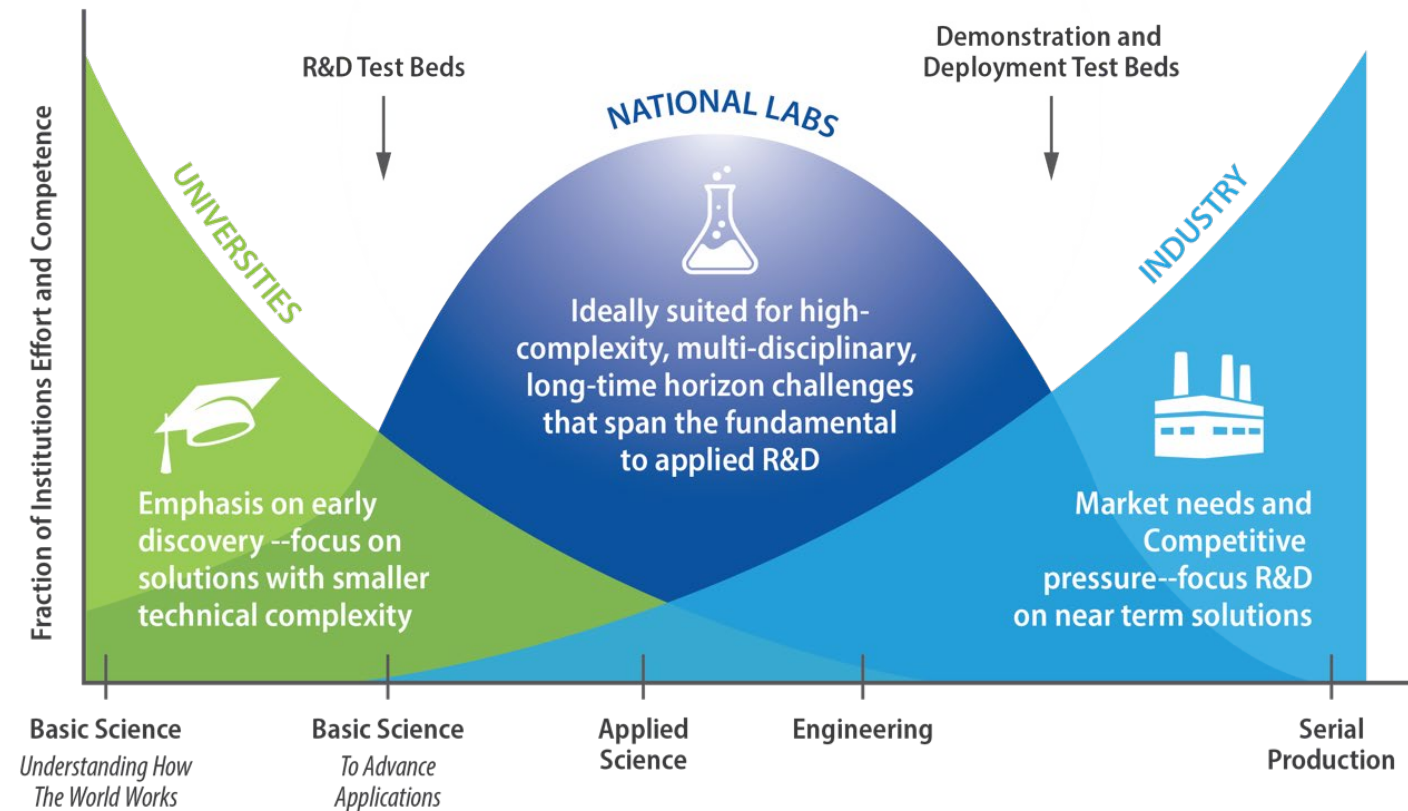 Fraction of Institutions Effort and Competence
R&D Test Beds
Demonstration and
Deployment Test Beds
UNIVERSITIES
NATIONAL LABS
INDUSTRY
Emphasis on early
discovery --focus on
solutions with smaller
technical complexity
Ideally suited for high-
complexity, multi-disciplinary,
long-time horizon challenges
that span the fundamental
to applied R&D
Market needs and
Competitive
pressure--focus R&D
on near term solutions
Basic Science
Understanding How
The World Works
Basic Science
To Advance
Applications
Applied
Science
Engineering
Serial
Production